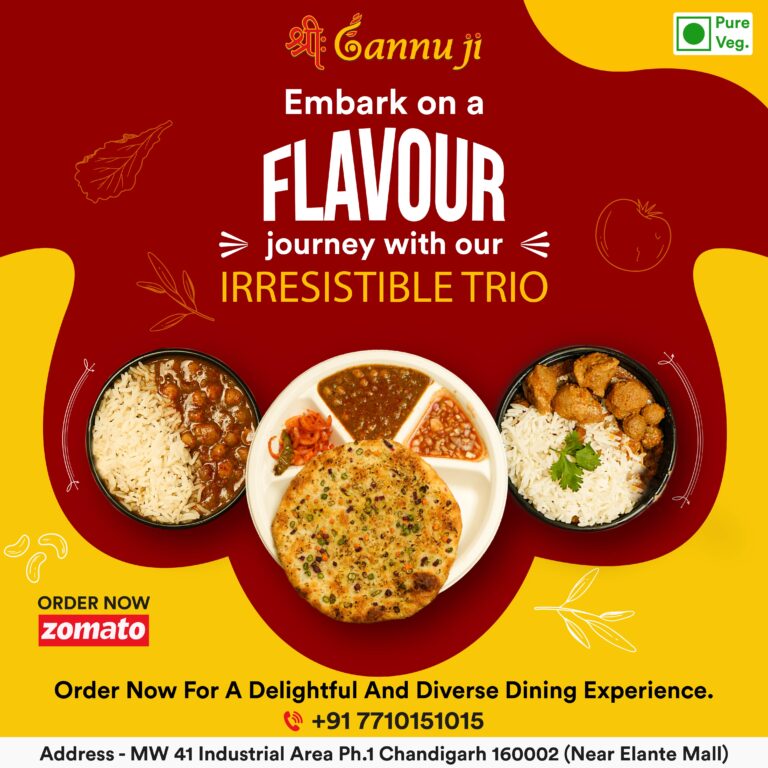 श्रीः Gannu ji
Pure
Veg.
Embark on a
FLAVOUR
journey with our
IRRESISTIBLE TRIO
ORDER NOW
zomato
Order Now For A Delightful And Diverse Dining Experience.
+91 7710151015
Address - MW 41 Industrial Area Ph.1 Chandigarh 160002 (Near Elante Mall)